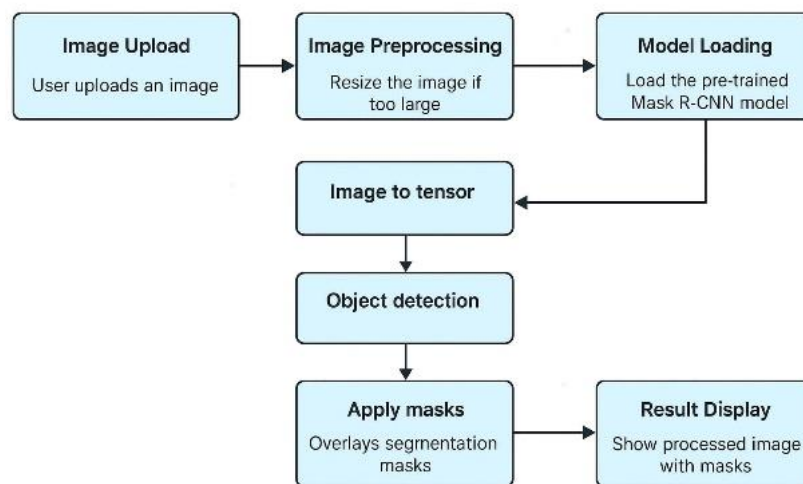 Image Upload
User uploads an image
Image Preprocessing
Resize the image if
too large
Model Loading
Load the pre-trained
Mask R-CNN model
Image to tensor
Object detection
Apply masks
Overlays segmentation
masks
Result Display
Show processed image
with masks